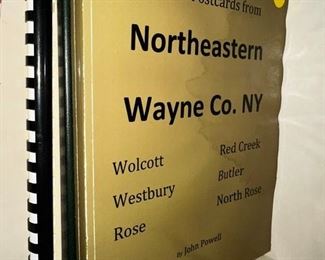 Postcards from
Northeastern
Wayne Co. NY
Wolcott
Westbury
Rose
Red Creek
Butler
North Rose
By John Powell